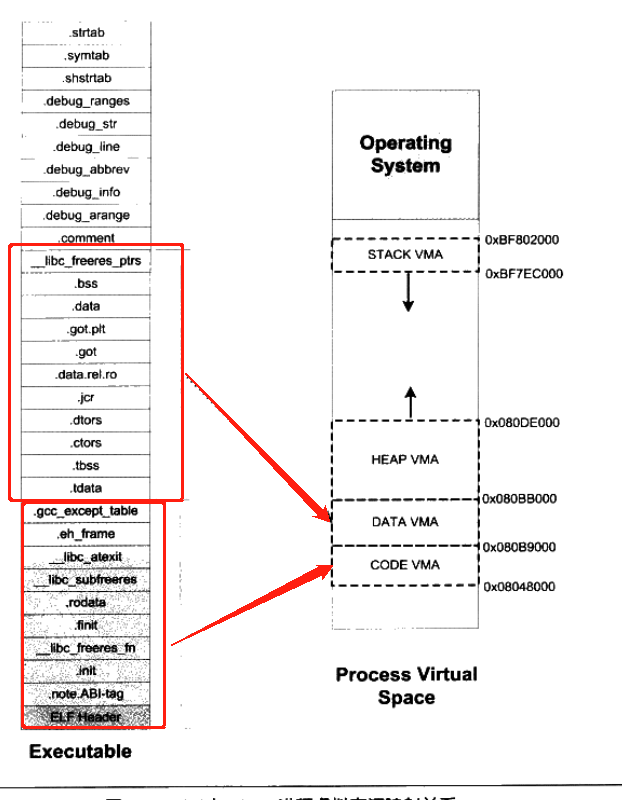 .strtab
.symtab
.shstrtab
.debug_ranges
.debug_str
.debug_line
.debug_abbrev
.debug_info
.debug_arange
.comment
__libc_freeres_ptrs
.bss
.data
.got.plt
.got
.data.rel.ro
.jcr
.dtors
.ctors
.tbss
.tdata
.gcc_except_table
.eh_frame
__libc_atexit
__libc_subfreeres
.rodata
.finit
__libc_freeres_fn
.init
.note.ABI-tag
ELF Header
Executable
Operating
System
0xBF802000
STACK VMA
0xBF7EC000
0x080DE000
HEAP VMA
0x080BB000
DATA VMA
0x080B9000
CODE VMA
0x08048000
Process Virtual
Space